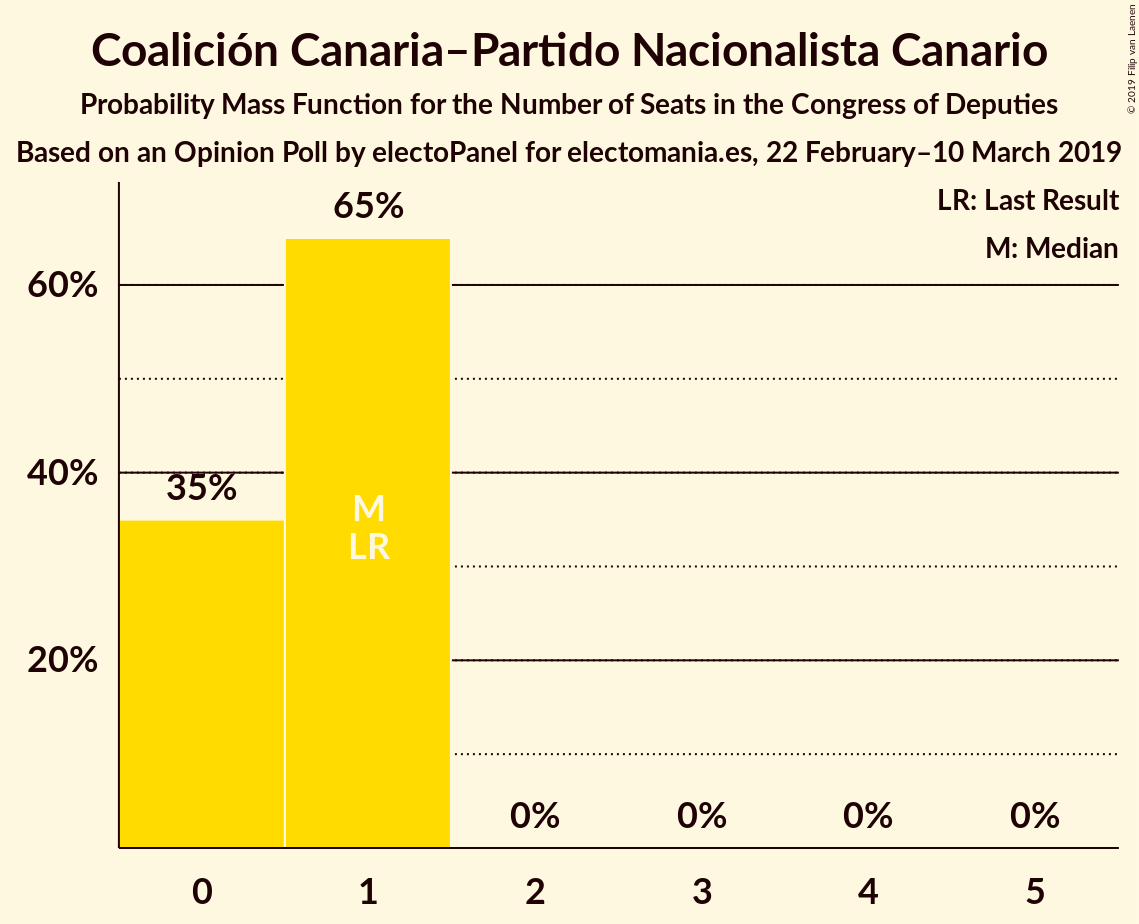 Coalición Canaria–Partido Nacionalista Canario
Probability Mass Function for the Number of Seats in the Congress of Deputies
Based on an Opinion Poll by electoPanel for electomania.es, 22 February–10 March 2019
© 2019 Filip van Laenen
LR: Last Result
M: Median
65%
60%
40%
35%
M
LR
20%
0% 0% 0% 0%
0 1 2 3 4 5